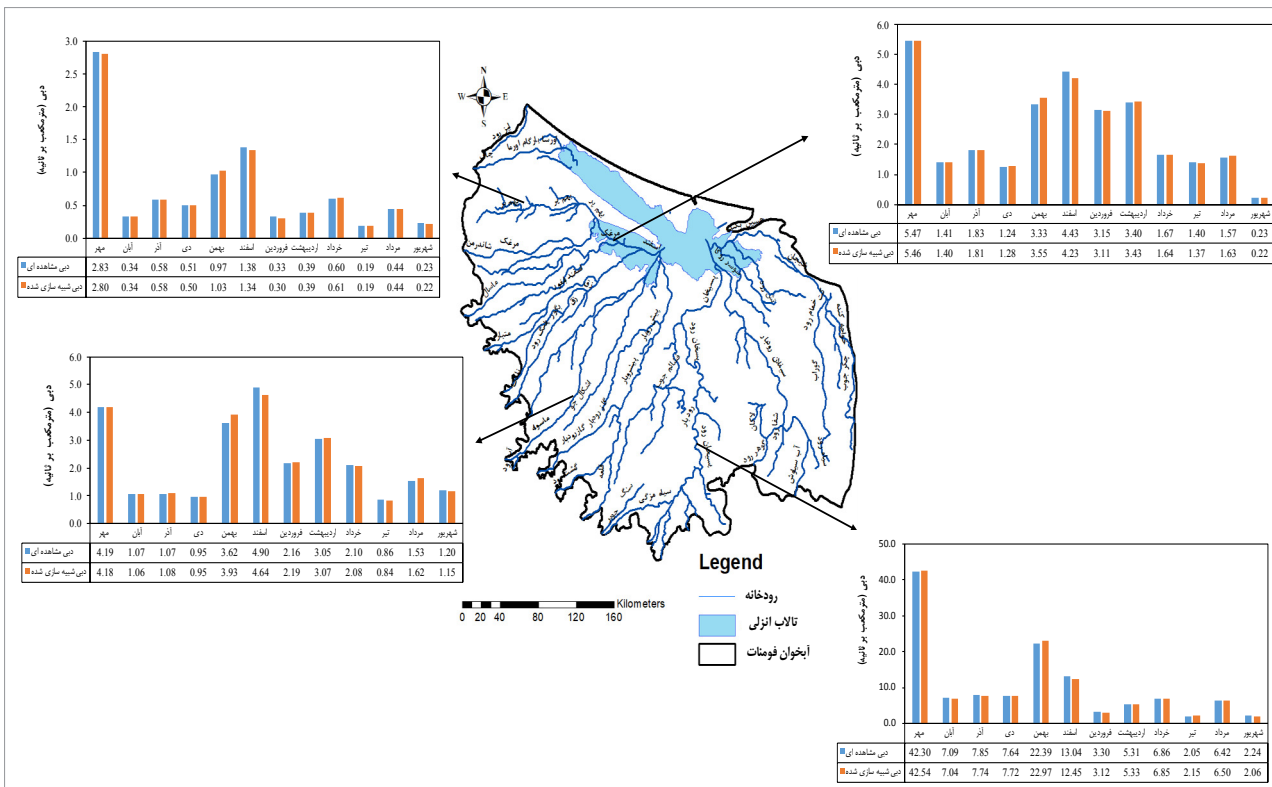 دبی (مترمکعب بر ثانیه)
3.0
2.5
2.0
1.5
1.0
0.5
0.0
مهر آبان آذر دی بهمن اسفند فروردین اردیبهشت خرداد تیر مرداد شهریور
دبی مشاهده ای 2.83 0.34 0.58 0.51 0.97 1.38 0.33 0.39 0.60 0.19 0.44 0.23
دبی شبیه سازی شده 2.80 0.34 0.58 0.50 1.03 1.34 0.30 0.39 0.61 0.19 0.44 0.22
دبی (مترمکعب بر ثانیه)
6.0
5.0
4.0
3.0
2.0
1.0
0.0
مهر آبان آذر دی بهمن اسفند فروردین اردیبهشت خرداد تیر مرداد شهریور
دبی مشاهده ای 5.47 1.41 1.83 1.24 3.33 4.43 3.15 3.40 1.67 1.40 1.57 0.23
دبی شبیه سازی شده 5.46 1.40 1.81 1.28 3.55 4.23 3.11 3.43 1.64 1.37 1.63 0.22
N
W E
S
مرغک
شاندرمن
ماسال
پسیخان
خمام رود
پیش رودبار
پیشرودبار
ماسوله
گازرودبار
لاکان
سیاه مزگی
دبی (مترمکعب بر ثانیه)
6.0
5.0
4.0
3.0
2.0
1.0
0.0
مهر آبان آذر دی بهمن اسفند فروردین اردیبهشت خرداد تیر مرداد شهریور
دبی مشاهده ای 4.19 1.07 1.07 0.95 3.62 4.90 2.16 3.05 2.10 0.86 1.53 1.20
دبی شبیه سازی شده 4.18 1.06 1.08 0.95 3.93 4.64 2.19 3.07 2.08 0.84 1.62 1.15
Legend
رودخانه
تالاب انزلی
آبخوان فومنات
Kilometers
0 20 40 80 120 160
دبی (مترمکعب بر ثانیه)
50.0
40.0
30.0
20.0
10.0
0.0
مهر آبان آذر دی بهمن اسفند فروردین اردیبهشت خرداد تیر مرداد شهریور
دبی مشاهده ای 42.30 7.09 7.85 7.64 22.39 13.04 3.30 5.31 6.86 2.05 6.42 2.24
دبی شبیه سازی شده 42.54 7.04 7.74 7.72 22.97 12.45 3.12 5.33 6.85 2.15 6.50 2.06